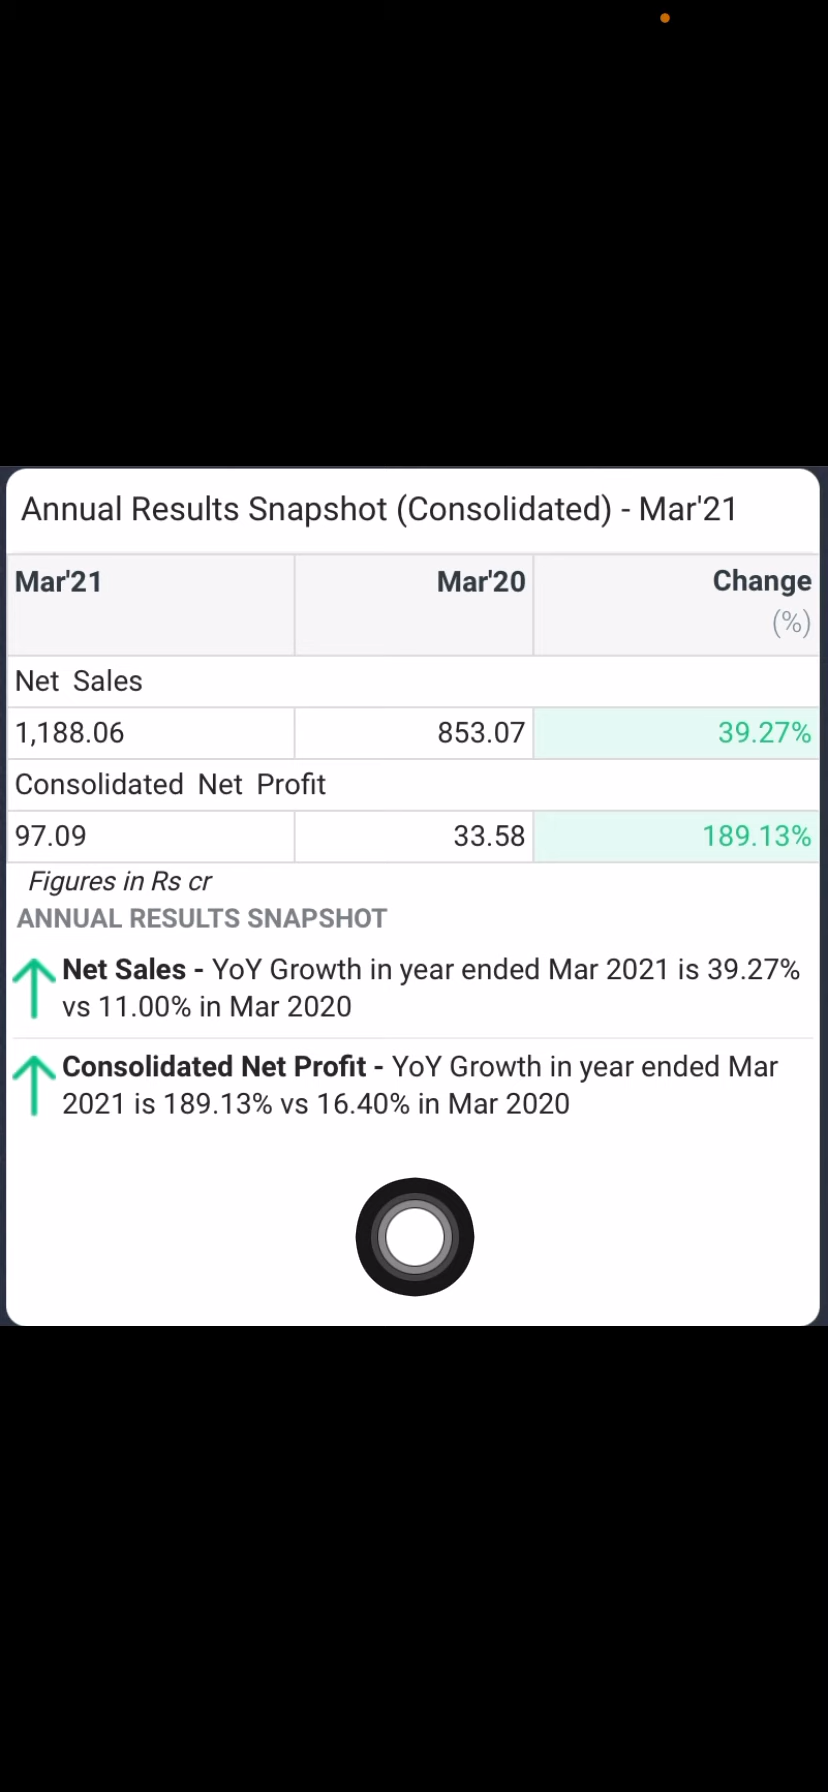 Annual Results Snapshot (Consolidated) - Mar'21
Mar'21 Mar'20 Change
(%)
Net Sales
1,188.06 853.07 39.27%
Consolidated Net Profit
97.09 33.58 189.13%
Figures in Rs cr
ANNUAL RESULTS SNAPSHOT
Net Sales - YoY Growth in year ended Mar 2021 is 39.27%
vs 11.00% in Mar 2020
Consolidated Net Profit - YoY Growth in year ended Mar
2021 is 189.13% vs 16.40% in Mar 2020